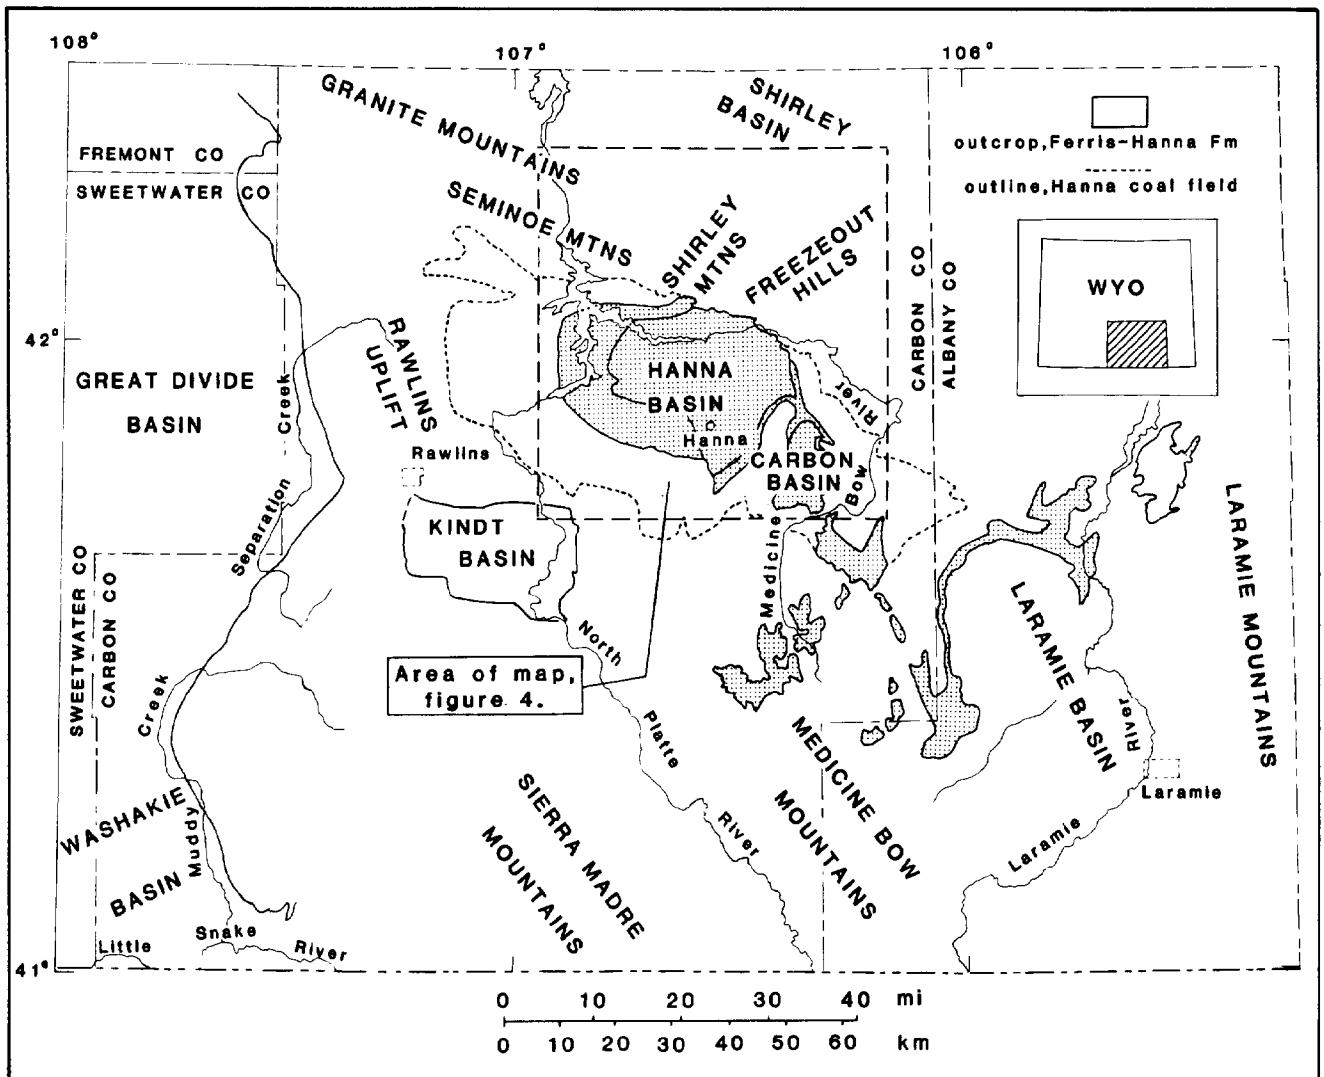 108°
107°
106°
GRANITE MOUNTAINS
SHIRLEY
BASIN
outcrop,Ferris-Hanna Fm
outline,Hanna coal field
FREMONT CO
SWEETWATER CO
SEMINOE MTNS
SHIRLEY
MTNS
FREEZEOUT
HILLS
CARBON CO
ALBANY CO
WYO
42°
RAWLINS
UPLIFT
GREAT DIVIDE
BASIN
Creek
Separation
HANNA
BASIN
Hanna
River
Rawlins
CARBON
BASIN
Bow
Medicine
KINDT
BASIN
SWEETWATER CO
CARBON CO
LARAMIE MOUNTAINS
LARAMIE BASIN
North
Platte
River
Area of map,
figure 4.
Creek
Muddy
MEDICINE BOW
MOUNTAINS
River
Laramie
Laramie
SIERRA MADRE
MOUNTAINS
WASHAKIE
BASIN
Little
Snake
River
41°
0 10 20 30 40 mi
0 10 20 30 40 50 60 km